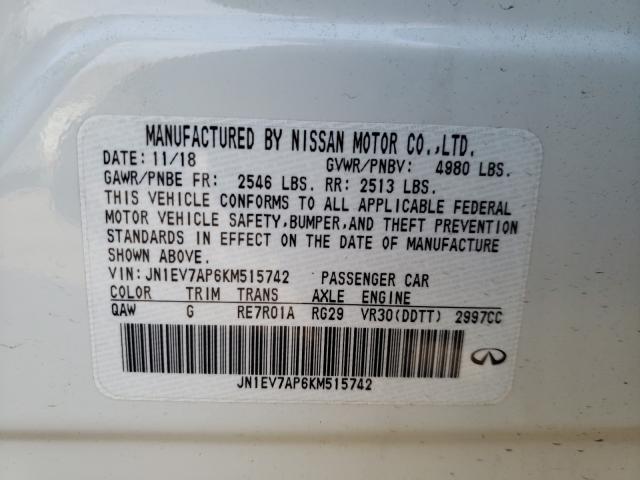 MANUFACTURED BY NISSAN MOTOR CO.,LTD.
DATE: 11/18 GVWR/PNBV: 4980 LBS.
GAWR/PNBE FR: 2546 LBS. RR: 2513 LBS.
THIS VEHICLE CONFORMS TO ALL APPLICABLE FEDERAL
MOTOR VEHICLE SAFETY,BUMPER,AND THEFT PREVENTION
STANDARDS IN EFFECT ON THE DATE OF MANUFACTURE
SHOWN ABOVE.
VIN:JN1EV7AP6KM515742 PASSENGER CAR
COLOR TRIM TRANS AXLE ENGINE
QAW G RE7R01A RG29 VR30(DDTT) 2997CC
JN1EV7AP6KM515742